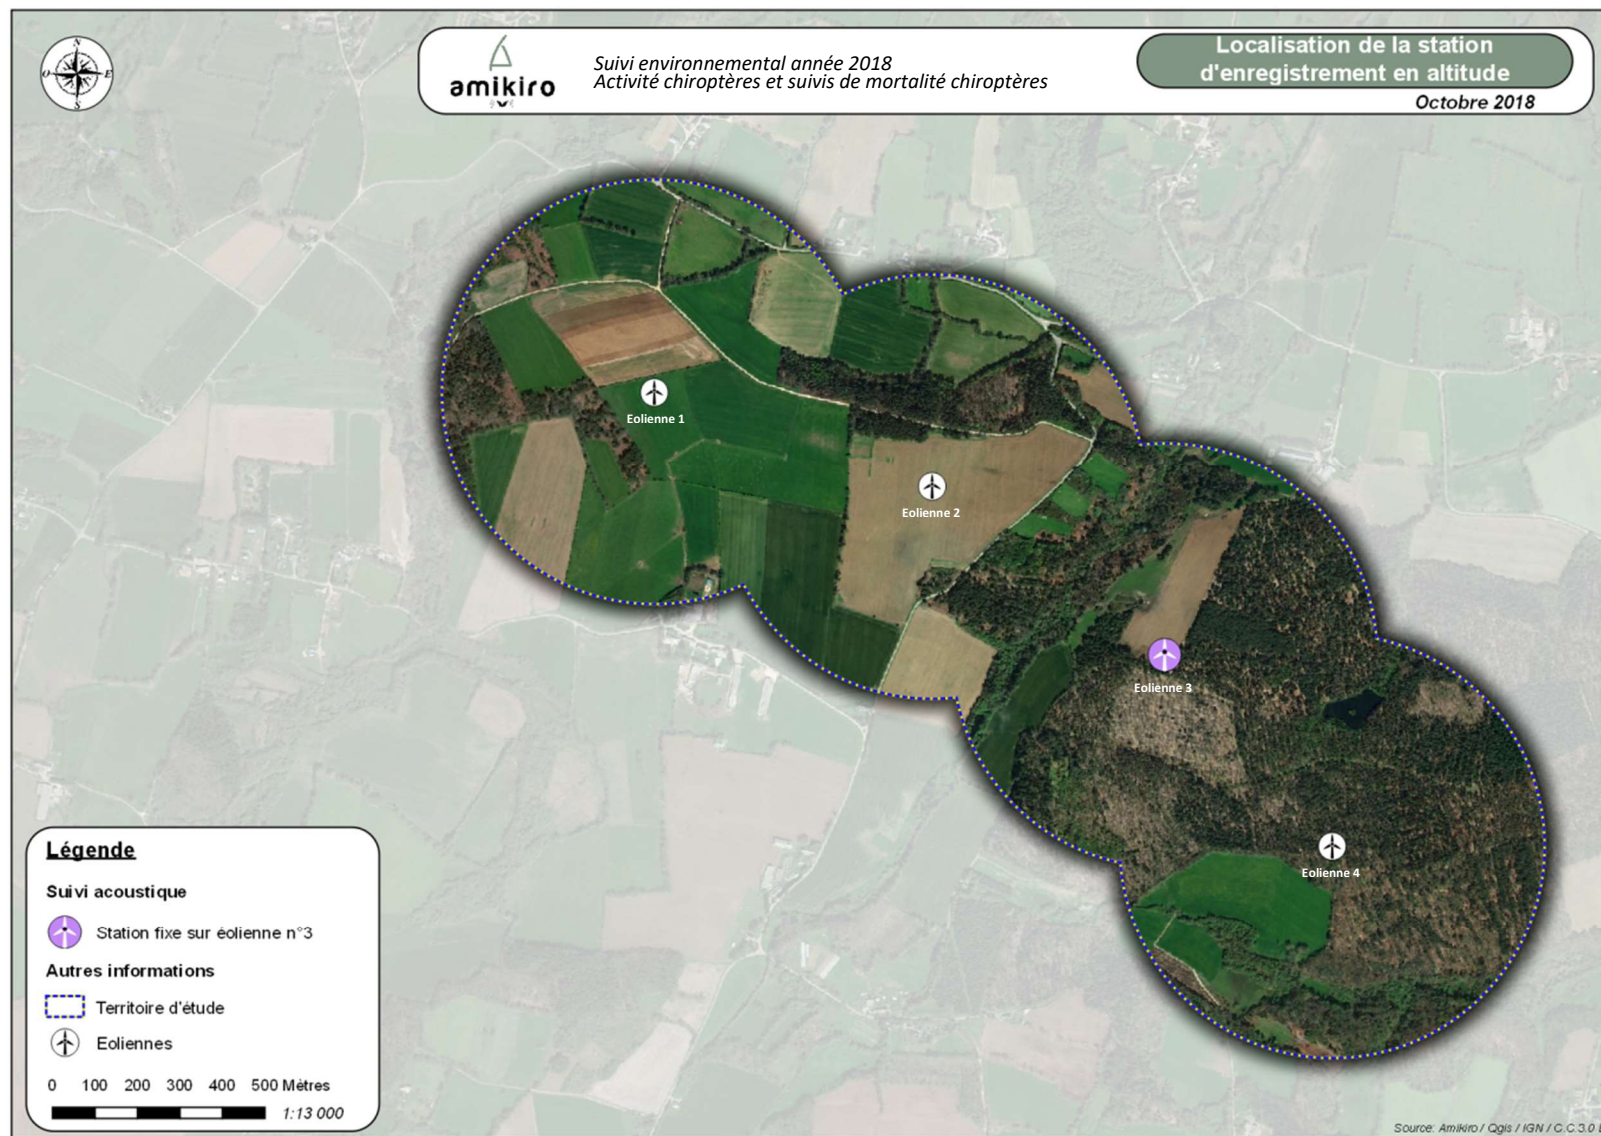 N
O
E
S
amikiro
Suivi environnemental année 2018
Activité chiroptères et suivis de mortalité chiroptères
Localisation de la station
d'enregistrement en altitude
Octobre 2018
Eolienne 1
Eolienne 2
Eolienne 3
Eolienne 4
Légende
Suivi acoustique
Station fixe sur éolienne n°3
Autres informations
Territoire d'étude
Eoliennes
0 100 200 300 400 500 Mètres
1:13 000
Source: Amikiro / Qgis / IGN / C.C.3.0